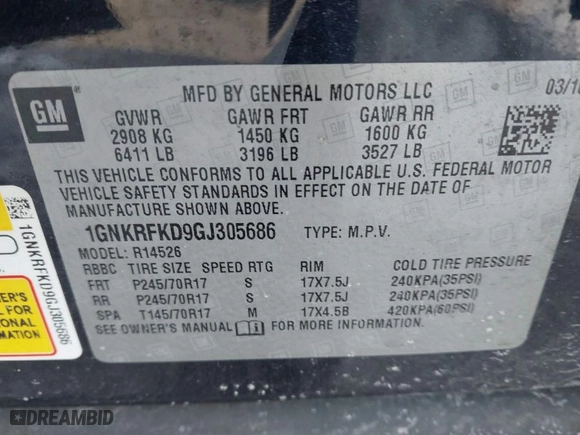 GM
MFD BY GENERAL MOTORS LLC
GVWR GAWR FRT GAWR RR
2908 KG 1450 KG 1600 KG
6411 LB 3196 LB 3527 LB
THIS VEHICLE CONFORMS TO ALL APPLICABLE U.S. FEDERAL MOTOR
VEHICLE SAFETY STANDARDS IN EFFECT ON THE DATE OF
MANUFACTURE SHOWN ABOVE.
1GNKRFKD9GJ305686 TYPE: M.P.V.
MODEL: R14526
RBBC TIRE SIZE SPEED RTG RIM COLD TIRE PRESSURE
FRT P245/70R17 S 17X7.5J 240KPA(35PSI)
RR P245/70R17 S 17X7.5J 240KPA(35PSI)
SPA T145/70R17 M 17X4.5B 420KPA(60PSI)
SEE OWNER'S MANUAL FOR MORE INFORMATION
1GNKRFKD9GJ305686
DREAMBID